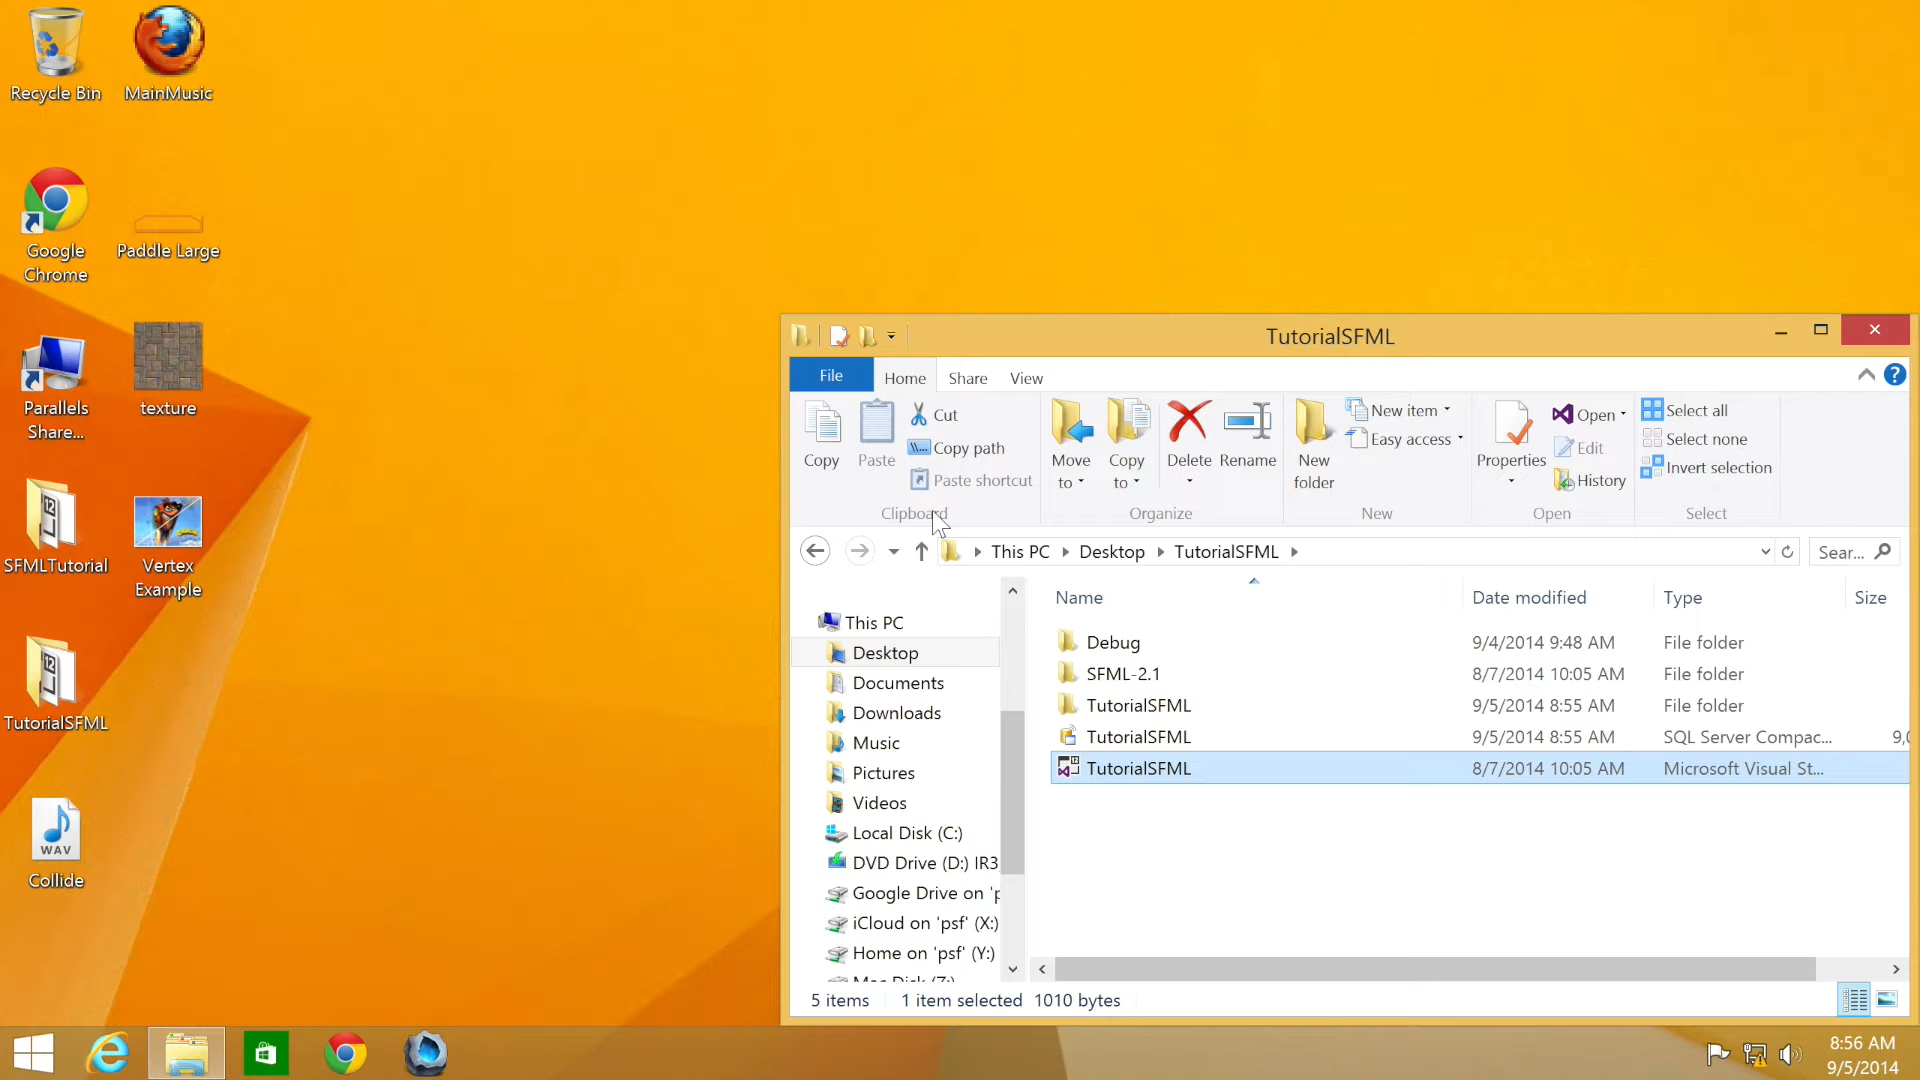 Recycle Bin
MainMusic
Google
Chrome
Paddle Large
Parallels
Share...
texture
SFMLTutorial
Vertex
Example
TutorialSFML
WAV
Collide
TutorialSFML
File
Home
Share
View
Copy
Paste
Cut
Copy path
Paste shortcut
Clipboard
Move
to
Copy
to
Delete
Rename
Organize
New
folder
New item
Easy access
New
Properties
Open
Edit
History
Open
Select all
Select none
Invert selection
Select
This PC
Desktop
TutorialSFML
Sear...
Name
Date modified
Type
Size
This PC
Desktop
Documents
Downloads
Music
Pictures
Videos
Local Disk (C:)
DVD Drive (D:) IR3
Google Drive on 'p
iCloud on 'psf' (X:)
Home on 'psf' (Y:)
Debug 9/4/2014 9:48 AM File folder
SFML-2.1 8/7/2014 10:05 AM File folder
TutorialSFML 9/5/2014 8:55 AM File folder
TutorialSFML 9/5/2014 8:55 AM SQL Server Compac...
TutorialSFML 8/7/2014 10:05 AM Microsoft Visual St...
5 items 1 item selected 1010 bytes
8:56 AM
9/5/2014